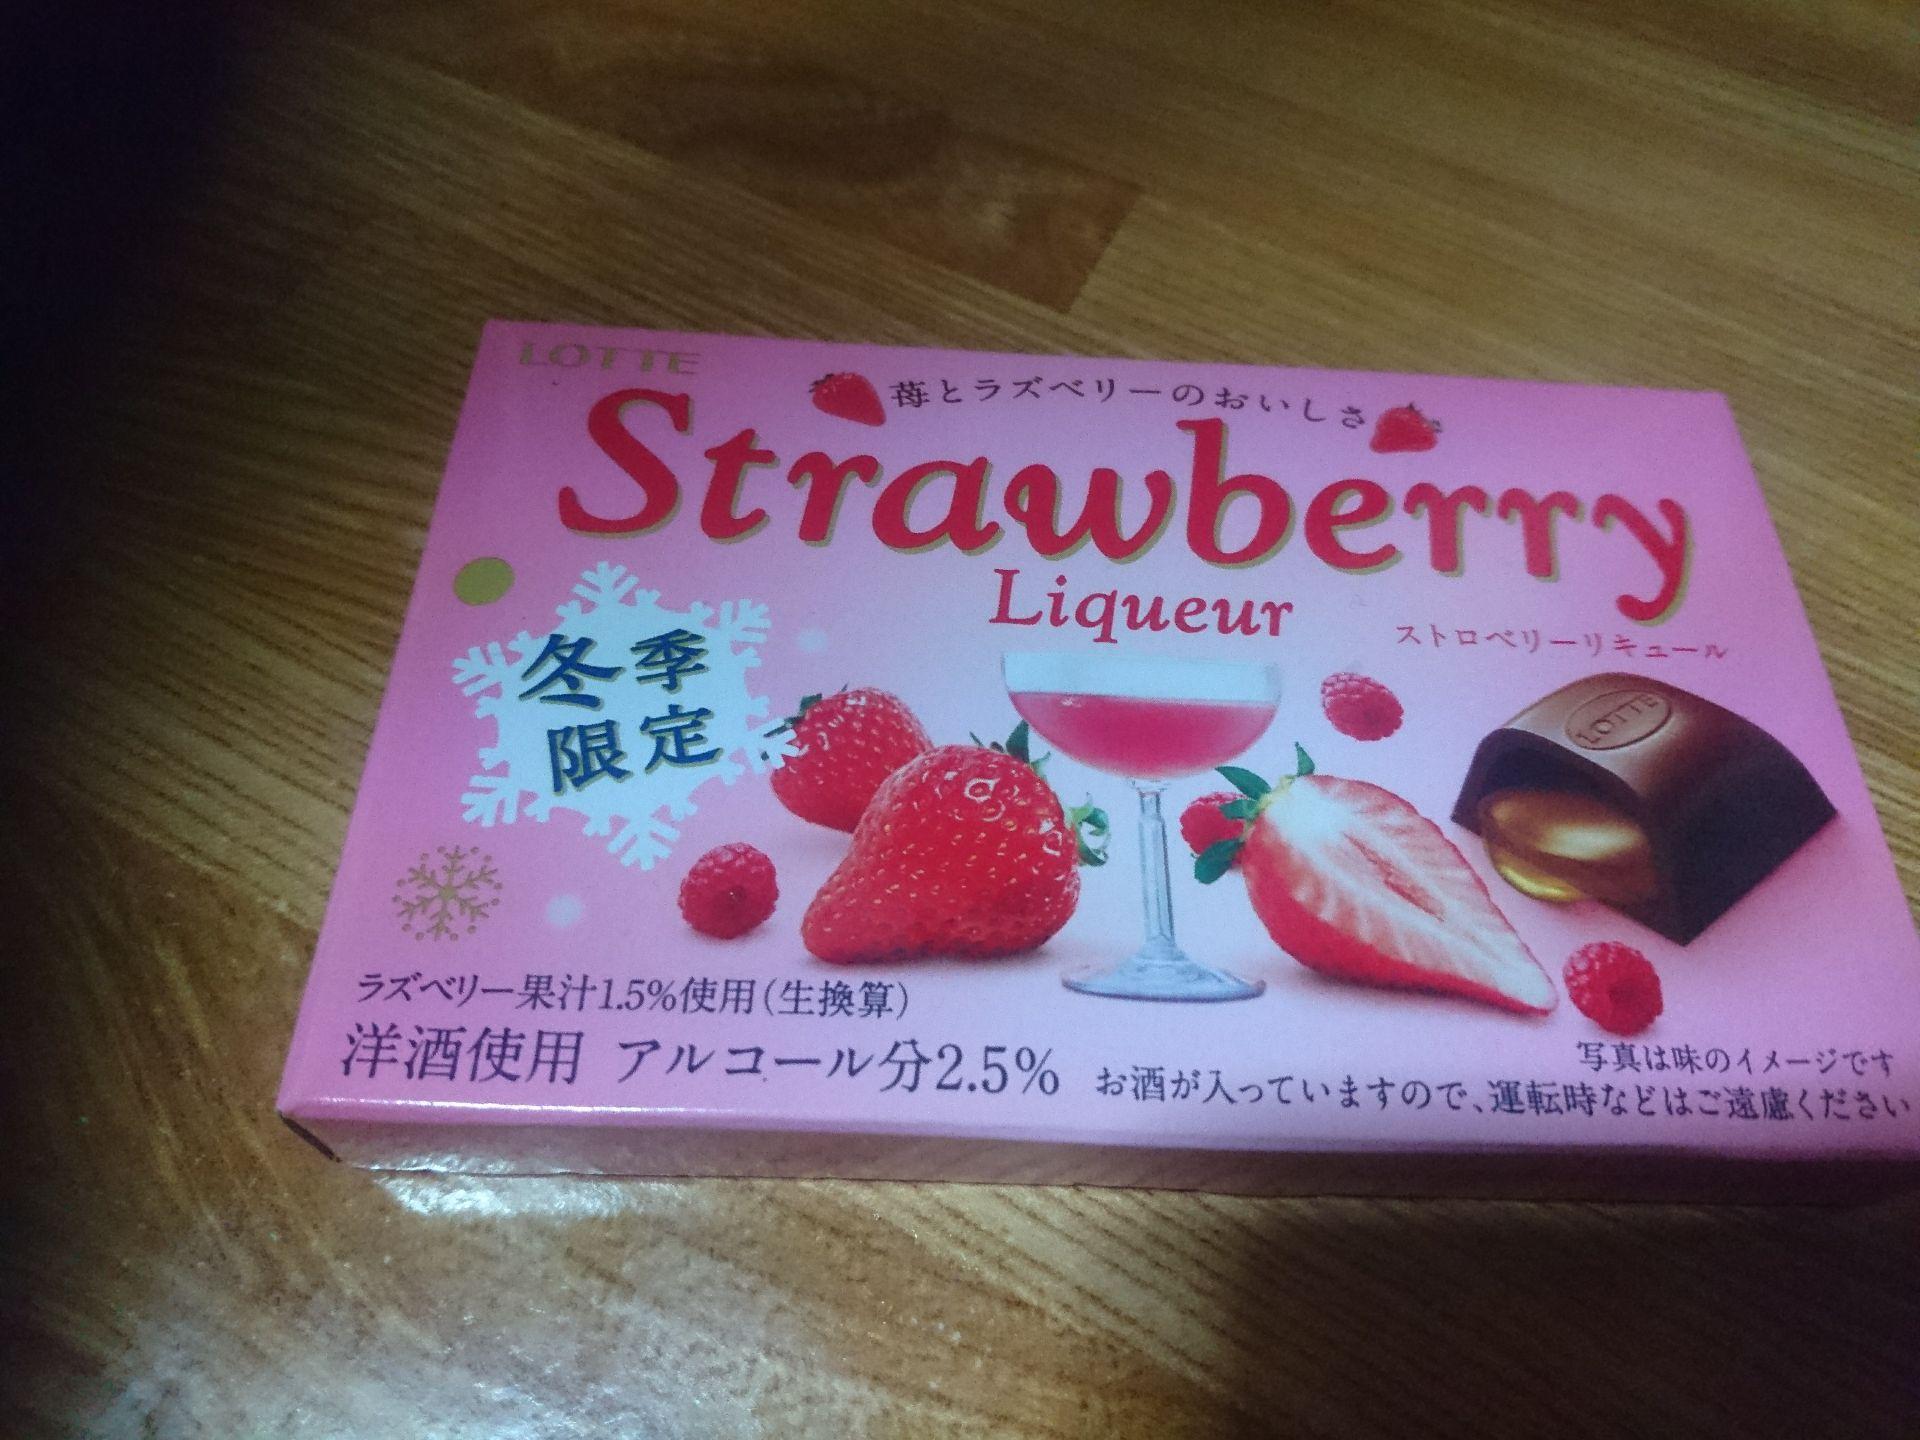 LOTTE
苺とラズベリーのおいしさ
Strawberry
Liqueur
ストロベリーリキュール
冬季
限定
LOTTE
ラズベリー果汁1.5%使用(生換算)
洋酒使用 アルコール分2.5%
写真は味のイメージです
お酒が入っていますので、運転時などはご遠慮ください